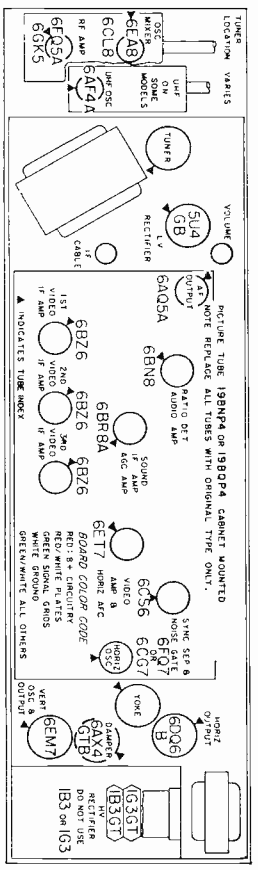 TUNER
LOCATION VARIES
OSC
MIXER
6EA8
6CL8
RF AMP
6EQ5A
6GK5
UHF
ON
SOME
MODELS
UHF OSC
6AF4A
TUNER
VOLUME
5U4
GB
LV
RECTIFIER
IF
CABLE
PICTURE TUBE 19BNP4 OR 19BQP4 CABINET MOUNTED
NOTE REPLACE ALL TUBES WITH ORIGINAL TYPE ONLY.
AF
OUTPUT
6AQ5A
6BN8
RATIO DET
AUDIO AMP
6BZ6
1ST
VIDEO
IF AMP
6BZ6
2ND
VIDEO
IF AMP
6BZ6
3RD
VIDEO
IF AMP
6BR8A
SOUND
IF AMP
AGC AMP
▲ INDICATES TUBE INDEX
6ET7
VIDEO
AMP &
HORIZ AFC
6CS6
SYNC SEP &
NOISE GATE
6FQ7
OR
6CG7
HORIZ
OSC
BOARD COLOR CODE
RED: B+ CIRCUITRY
RED/WHITE PLATES
GREEN SIGNAL GRIDS
WHITE GROUND
GREEN/WHITE ALL OTHERS
YOKE
HORIZ
OUTPUT
6DQ6
B
DAMPER
6AX4
GTB
VERT
OSC &
OUTPUT
6EM7
1G3GT
1B3GT
HV
RECTIFIER
DO NOT USE
1B3 OR 1G3